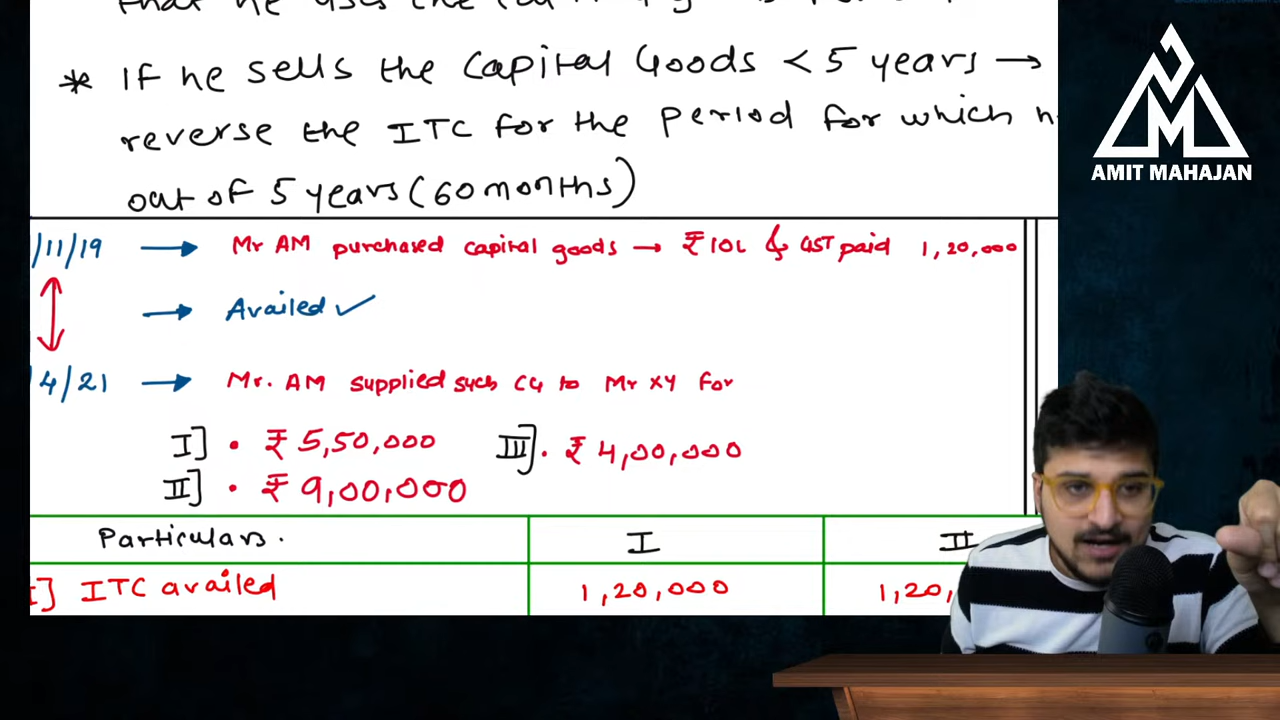 * If he sells the Capital Goods < 5 years →
reverse the ITC for the period for which
out of 5 years (60 months)
/11/19 → Mr AM purchased capital goods → ₹10L & GST paid 1,20,000
→ Availed ✓
/4/21 → Mr. AM supplied such CG to Mr XY for
I] • ₹ 5,50,000 III] • ₹ 4,00,000
II] • ₹ 9,00,000
Particulars. I II
I] ITC availed 1,20,000 1,20,
AMIT MAHAJAN